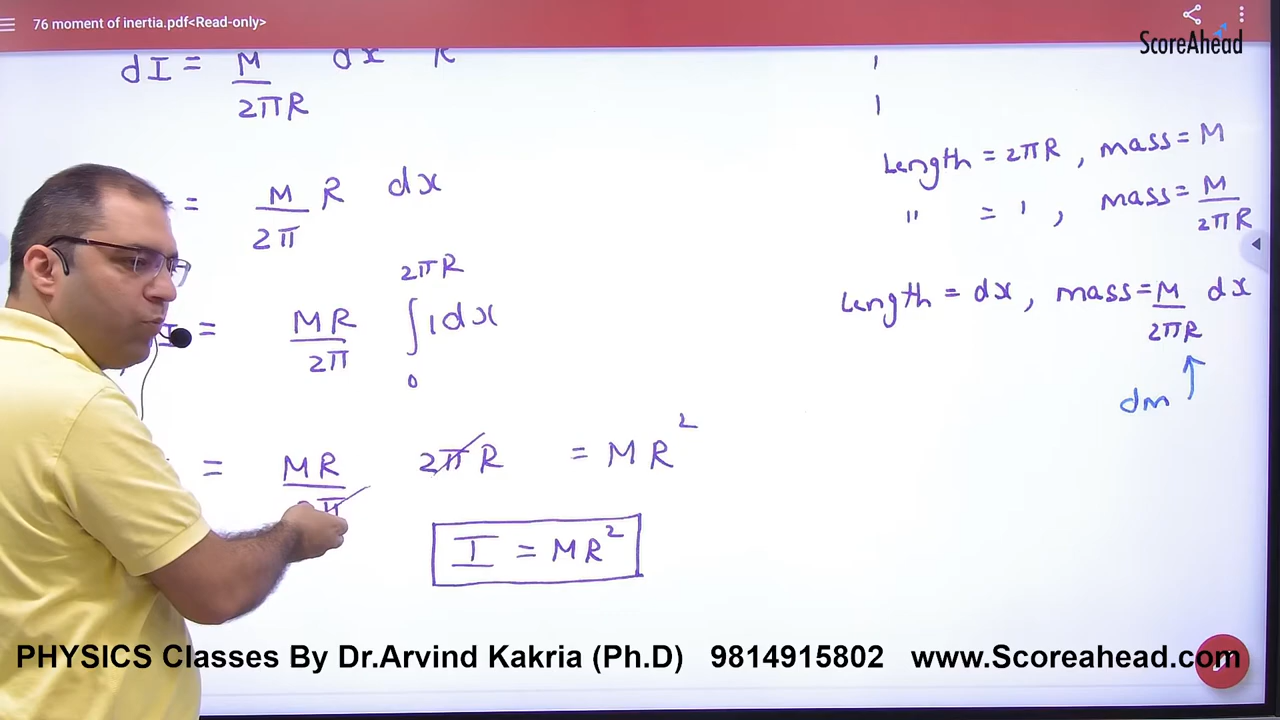 76 moment of inertia.pdf<Read-only>
ScoreAhead
dI = M/2πR dx R
= M/2π R dx
I = MR/2π ∫₀^2πR 1dx
= MR/2π 2πR = MR²
I = MR²
Length = 2πR, mass = M
" = 1, mass = M/2πR
Length = dx, mass = M/2πR dx
dm
PHYSICS Classes By Dr.Arvind Kakria (Ph.D) 9814915802 www.Scoreahead.com